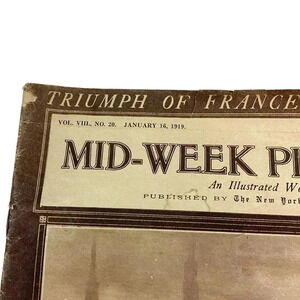 TRIUMPH OF FRANCE
VOL. VIII., NO. 20. JANUARY 16, 1919.
MID-WEEK
An Illustrated
PUBLISHED BY The New York